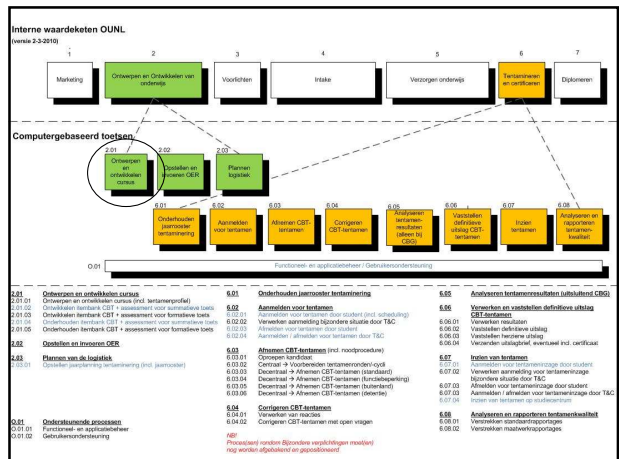 Interne waardeketen OUNL
(versie 2-3-2010)
1
2
3
4
5
6
7
Marketing
Ontwerpen en Ontwikkelen van
onderwijs
Voorlichten
Intake
Verzorgen onderwijs
Tentamineren
en certificeren
Diplomeren
Computergebaseerd toetsen
2.01
2.02
2.03
Ontwerpen
en
ontwikkelen
cursus
Opstellen en
invoeren OER
Plannen
logistiek
6.01
6.02
6.03
6.04
6.05
6.06
6.07
6.08
Onderhouden
jaarrooster
tentaminering
Aanmelden
voor tentamen
Afnemen CBT-
tentamen
Corrigeren
CBT-tentamen
Analyseren
tentamen-
resultaten
(alleen bij
CBG)
Vaststellen
definitieve
uitslag CBT-
tentamen
Inzien
tentamen
Analyseren en
rapporteren
tentamen-
kwaliteit
O.01
Functioneel- en applicatiebeheer / Gebruikersondersteuning
2.01 Ontwerpen en ontwikkelen cursus
2.01.01 Ontwerpen en ontwikkelen cursus (incl. tentamenprofiel)
2.01.02 Ontwikkelen itembank CBT + assessment voor summatieve toets
2.01.03 Ontwikkelen itembank CBT + assessment voor formatieve toets
2.01.04 Onderhouden itembank CBT + assessment voor summatieve toets
2.01.05 Onderhouden itembank CBT + assessment voor formatieve toets
2.02 Opstellen en invoeren OER
2.03 Plannen van de logistiek
2.03.01 Opstellen jaarplanning tentaminering (incl. jaarrooster)
O.01 Ondersteunende processen
O.01.01 Functioneel- en applicatiebeheer
O.01.02 Gebruikersondersteuning
6.01 Onderhouden jaarrooster tentaminering
6.02 Aanmelden voor tentamen
6.02.01 Aanmelden voor tentamen door student (incl. scheduling)
6.02.02 Verwerken aanmelding bijzondere situatie door T&C
6.02.03 Afmelden voor tentamen door student
6.02.04 Aanmelden / afmelden voor tentamen door T&C
6.03 Afnemen CBT-tentamen (incl. noodprocedure)
6.03.01 Oproepen kandidaat
6.03.02 Centraal → Voorbereiden tentamenronden/-cycli
6.03.03 Decentraal → Afnemen CBT-tentamen (standaard)
6.03.04 Decentraal → Afnemen CBT-tentamen (functiebeperking)
6.03.05 Decentraal → Afnemen CBT-tentamen (buitenland)
6.03.06 Decentraal → Afnemen CBT-tentamen (detentie)
6.04 Corrigeren CBT-tentamen
6.04.01 Verwerken van reacties
6.04.02 Corrigeren CBT-tentamen met open vragen
NB!
Proces(sen) rondom Bijzondere verplichtingen moet(en)
nog worden afgebakend en gepositioneerd.
6.05 Analyseren tentamenresultaten (uitsluitend CBG)
6.06 Verwerken en vaststellen definitieve uitslag
CBT-tentamen
6.06.01 Verwerken resultaten
6.06.02 Vaststellen definitieve uitslag
6.06.03 Vaststellen herziene uitslag
6.06.04 Verzenden uitslagbrief, eventueel incl. certificaat
6.07 Inzien van tentamen
6.07.01 Aanmelden voor tentameninzage door student
6.07.02 Verwerken aanmelding voor tentameninzage
bijzondere situatie door T&C
6.07.03 Afmelden voor tentameninzage door student
6.07.03 Aanmelden / afmelden voor tentameninzage door T&C
6.07.04 Inzien van tentamen op studiecentrum
6.08 Analyseren en rapporteren tentamenkwaliteit
6.08.01 Verstrekken standaardrapportages
6.08.02 Verstrekken maatwerkrapportages